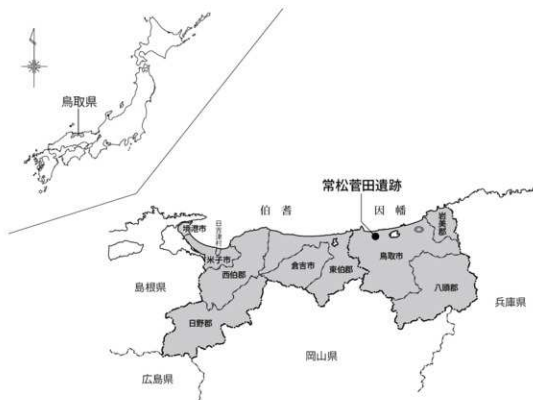 鳥取県
常松菅田遺跡
伯耆
因幡
境港市
日吉津村
米子市
西伯郡
倉吉市
東伯郡
鳥取市
岩美郡
八頭郡
日野郡
島根県
兵庫県
岡山県
広島県